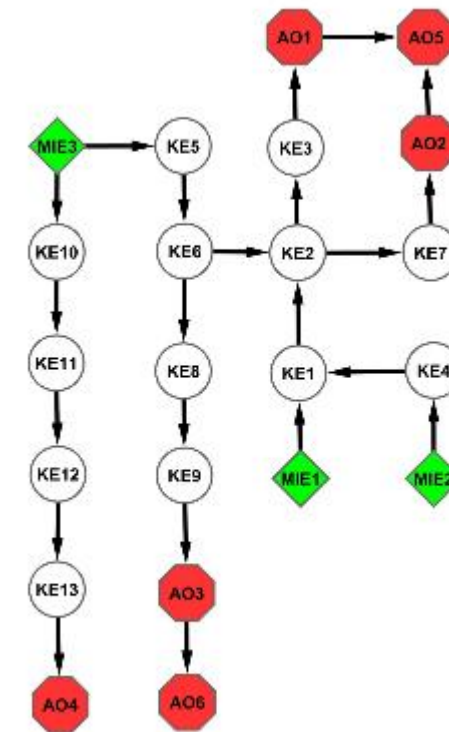 AO1 AO5
MIE3 KE5 KE3 AO2
KE10 KE6 KE2 KE7
KE11 KE8 KE1 KE4
KE12 KE9 MIE1 MIE2
KE13 AO3
AO4 AO6